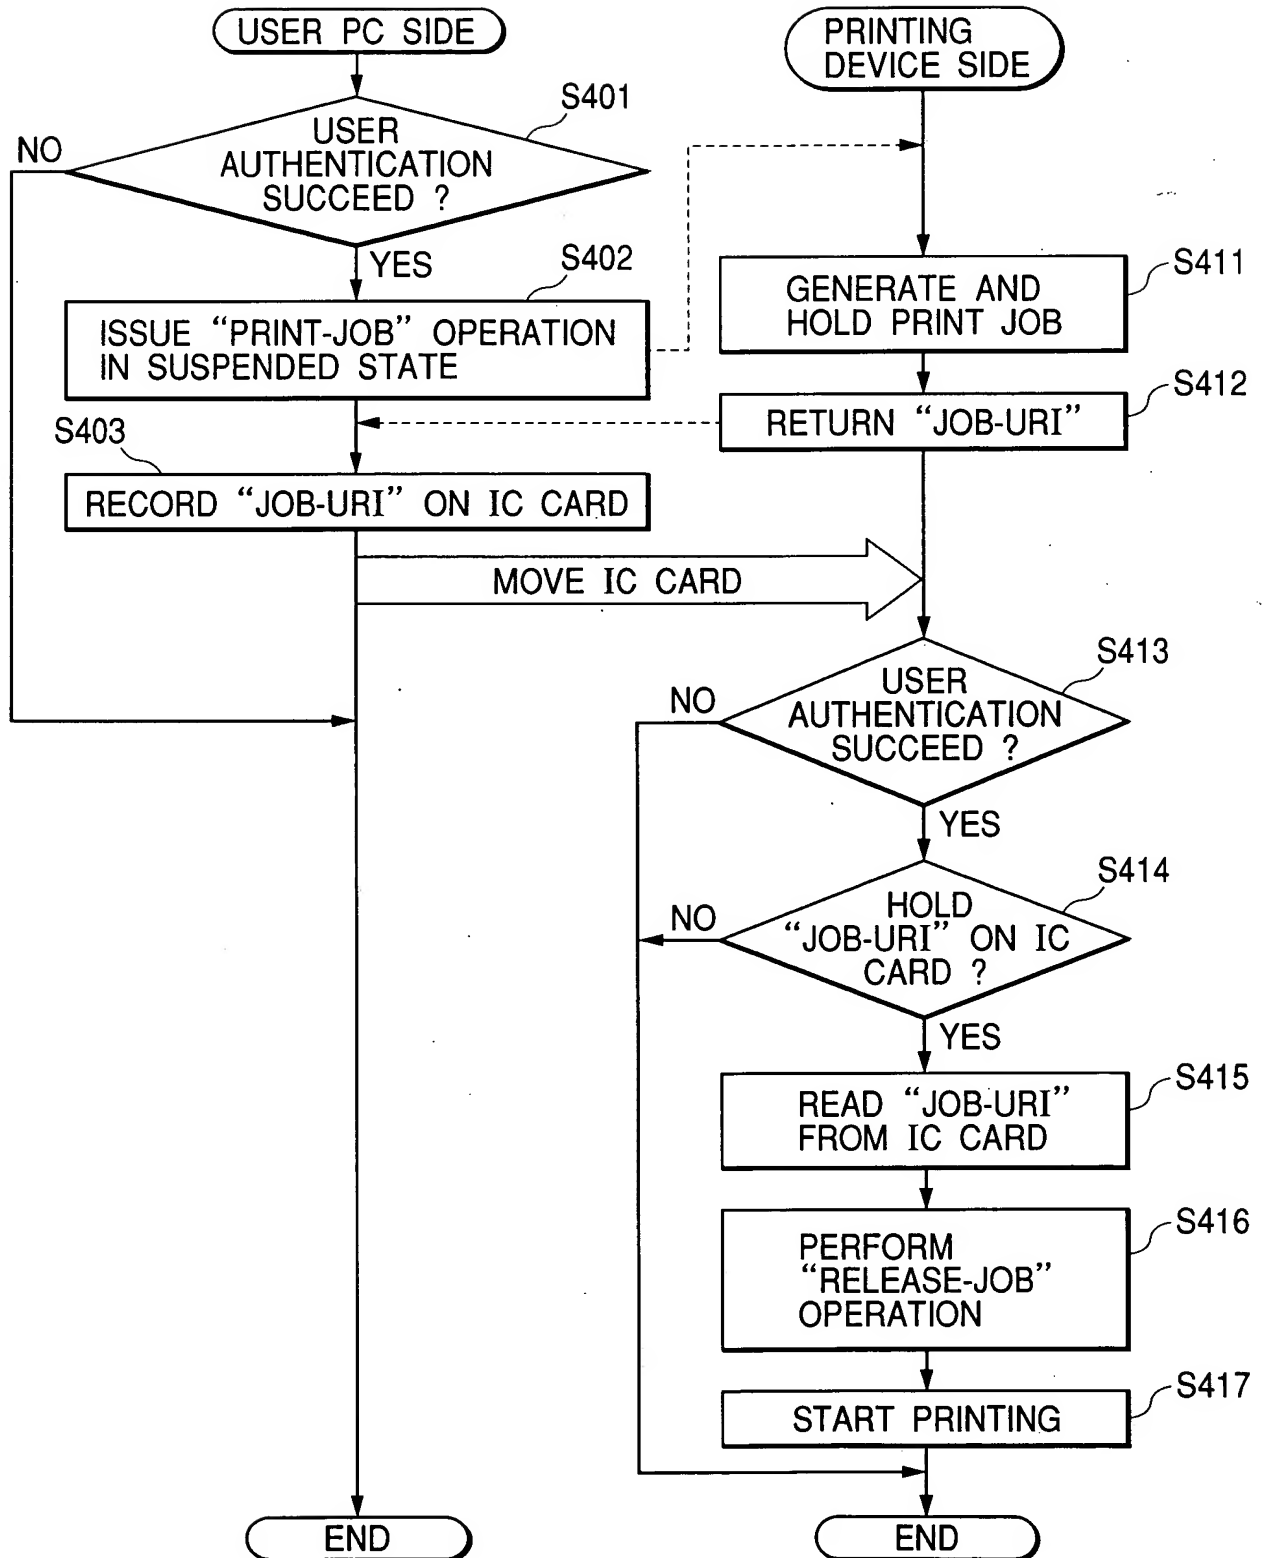 USER PC SIDE
S401
NO
USER
AUTHENTICATION
SUCCEED ?
YES
S402
ISSUE “PRINT-JOB” OPERATION
IN SUSPENDED STATE
S403
RECORD “JOB-URI” ON IC CARD
MOVE IC CARD
END
PRINTING
DEVICE SIDE
S411
GENERATE AND
HOLD PRINT JOB
S412
RETURN “JOB-URI”
S413
NO
USER
AUTHENTICATION
SUCCEED ?
YES
S414
NO
HOLD
“JOB-URI” ON IC
CARD ?
YES
S415
READ “JOB-URI”
FROM IC CARD
S416
PERFORM
“RELEASE-JOB”
OPERATION
S417
START PRINTING
END